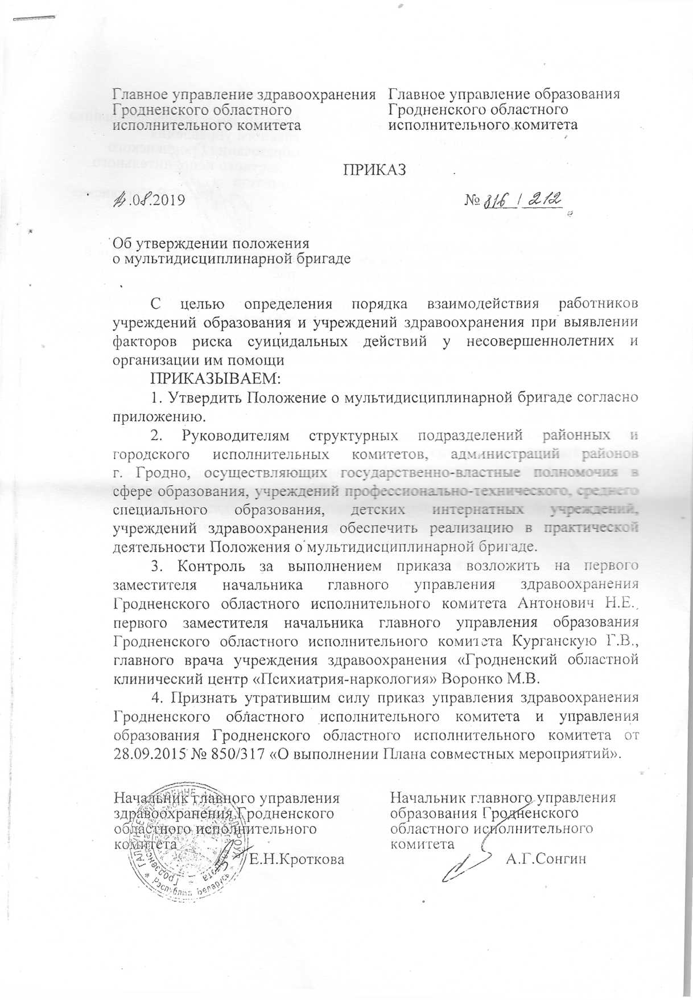 Главное управление здравоохранения
Гродненского областного
исполнительного комитета
Главное управление образования
Гродненского областного
исполнительного комитета
ПРИКАЗ
.08.2019
№ 816 / 212
Об утверждении положения
о мультидисциплинарной бригаде
С целью определения порядка взаимодействия работников
учреждений образования и учреждений здравоохранения при выявлении
факторов риска суицидальных действий у несовершеннолетних и
организации им помощи
ПРИКАЗЫВАЕМ:
1. Утвердить Положение о мультидисциплинарной бригаде согласно
приложению.
2. Руководителям структурных подразделений районных и
городского исполнительных комитетов, администраций районов
г. Гродно, осуществляющих государственно-властные полномочия в
сфере образования, учреждений профессионально-технического, среднего
специального образования, детских интернатных учреждений,
учреждений здравоохранения обеспечить реализацию в практической
деятельности Положения о мультидисциплинарной бригаде.
3. Контроль за выполнением приказа возложить на первого
заместителя начальника главного управления здравоохранения
Гродненского областного исполнительного комитета Антонович Н.Е.,
первого заместителя начальника главного управления образования
Гродненского областного исполнительного комитета Курганскую Г.В.,
главного врача учреждения здравоохранения «Гродненский областной
клинический центр «Психиатрия-наркология» Воронко М.В.
4. Признать утратившим силу приказ управления здравоохранения
Гродненского областного исполнительного комитета и управления
образования Гродненского областного исполнительного комитета от
28.09.2015 № 850/317 «О выполнении Плана совместных мероприятий».
Начальник главного управления
здравоохранения Гродненского
областного исполнительного
комитета
Е.Н.Кроткова
Начальник главного управления
образования Гродненского
областного исполнительного
комитета
А.Г.Сонгин
Рэспубліка Беларусь